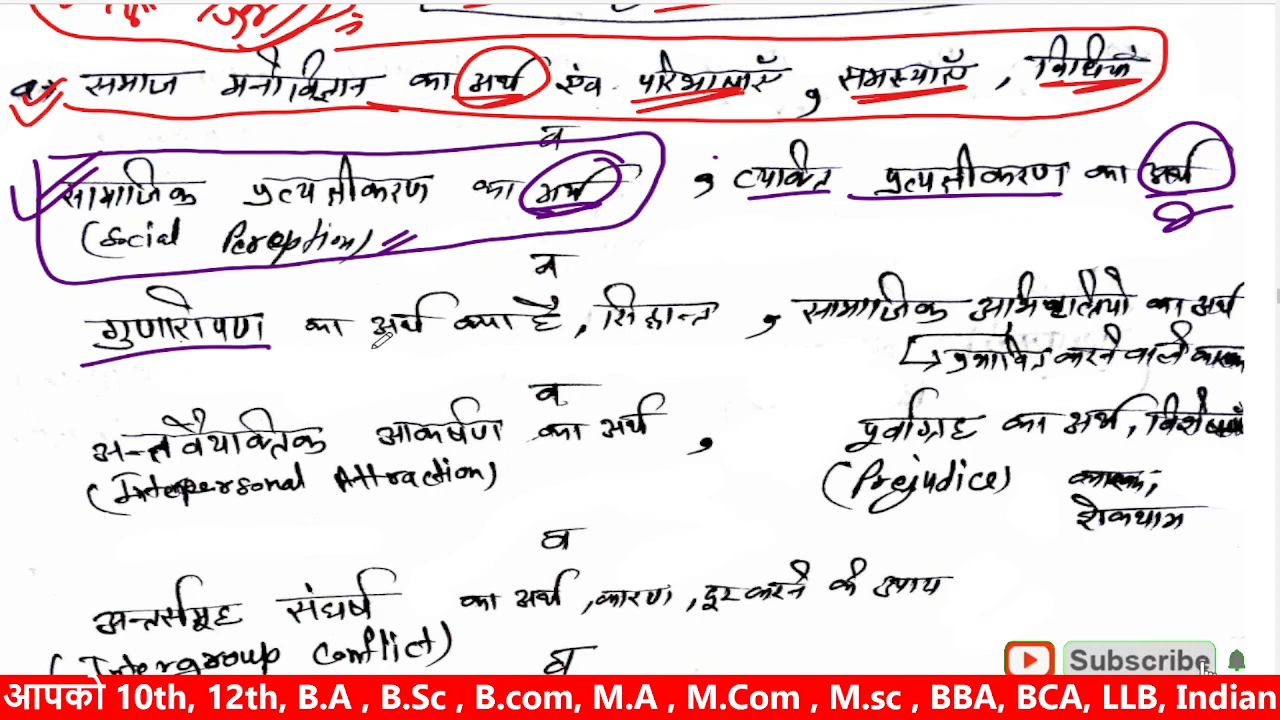 समाज मनोविज्ञान का अर्थ एंव परिभाषाएँ , समस्याएँ , विधियाँ
व
सामाजिक प्रत्यक्षीकरण का अर्थ , व्यक्ति प्रत्यक्षीकरण का अर्थ
(Social Perception)
व
गुणारोपण का अर्थ क्या है , सिद्धान्त , सामाजिक का अर्थ
प्रभावित करने वाले कारक
व
अन्तर्वैयाक्तिक आकर्षण का अर्थ , पूर्वाग्रह का अर्थ , विशेषताएँ
(Interpersonal Attraction) (Prejudice) कारक,
रोकथाम
व
अन्तर्समूह संघर्ष का अर्थ , कारण , दूर करने के उपाय
(Intergroup Conflict)
व
Subscribe
आपको 10th, 12th, B.A , B.Sc , B.com, M.A , M.Com , M.sc , BBA, BCA, LLB, Indian